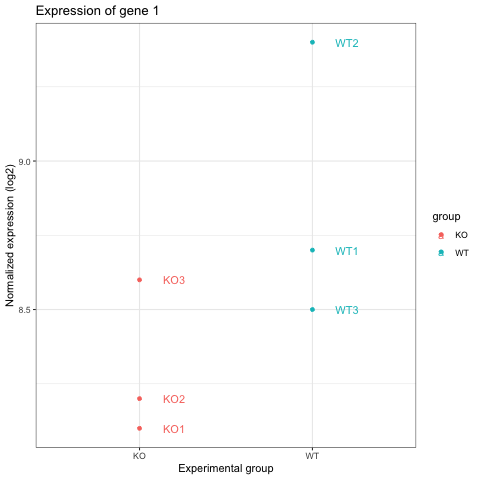 Expression of gene 1
WT2
9.0
WT1
KO3
8.5
WT3
KO2
KO1
KO
WT
Experimental group
Normalized expression (log2)
group
a KO
a WT